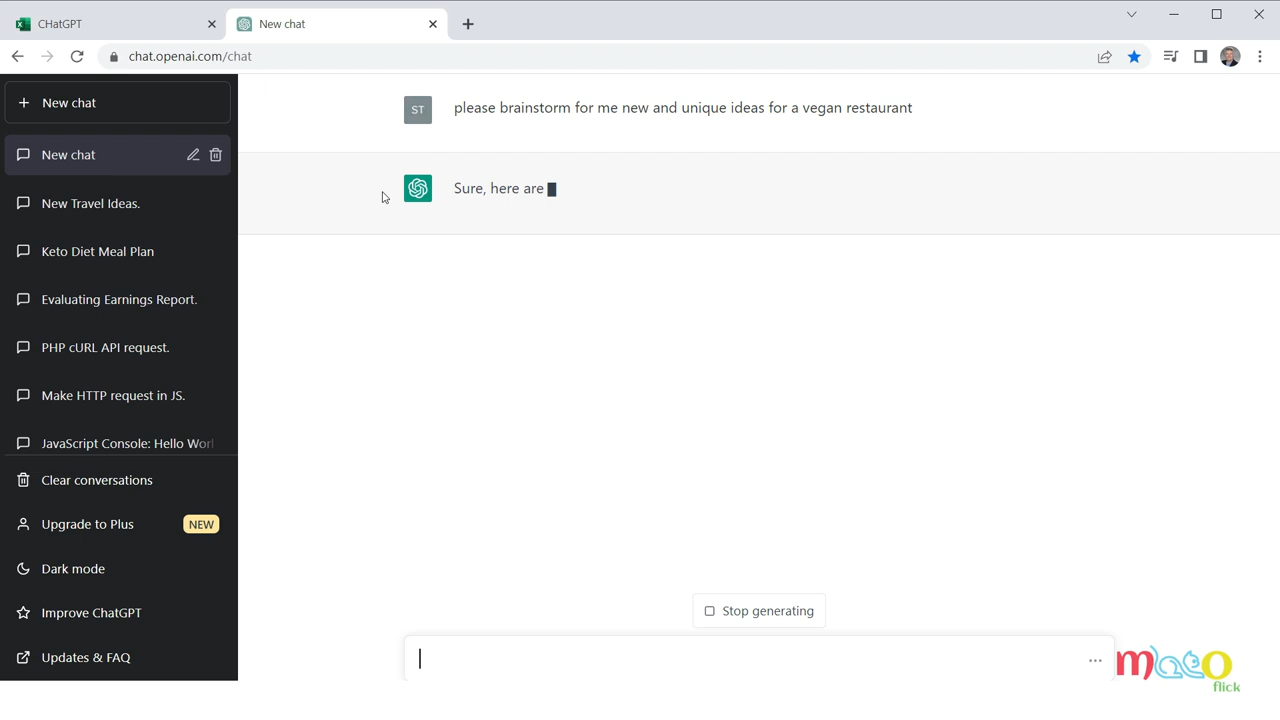 CHatGPT
New chat
chat.openai.com/chat
New chat
New chat
New Travel Ideas.
Keto Diet Meal Plan
Evaluating Earnings Report.
PHP cURL API request.
Make HTTP request in JS.
JavaScript Console: Hello Worl
Clear conversations
Upgrade to Plus NEW
Dark mode
Improve ChatGPT
Updates & FAQ
ST please brainstorm for me new and unique ideas for a vegan restaurant
Sure, here are
Stop generating
flick